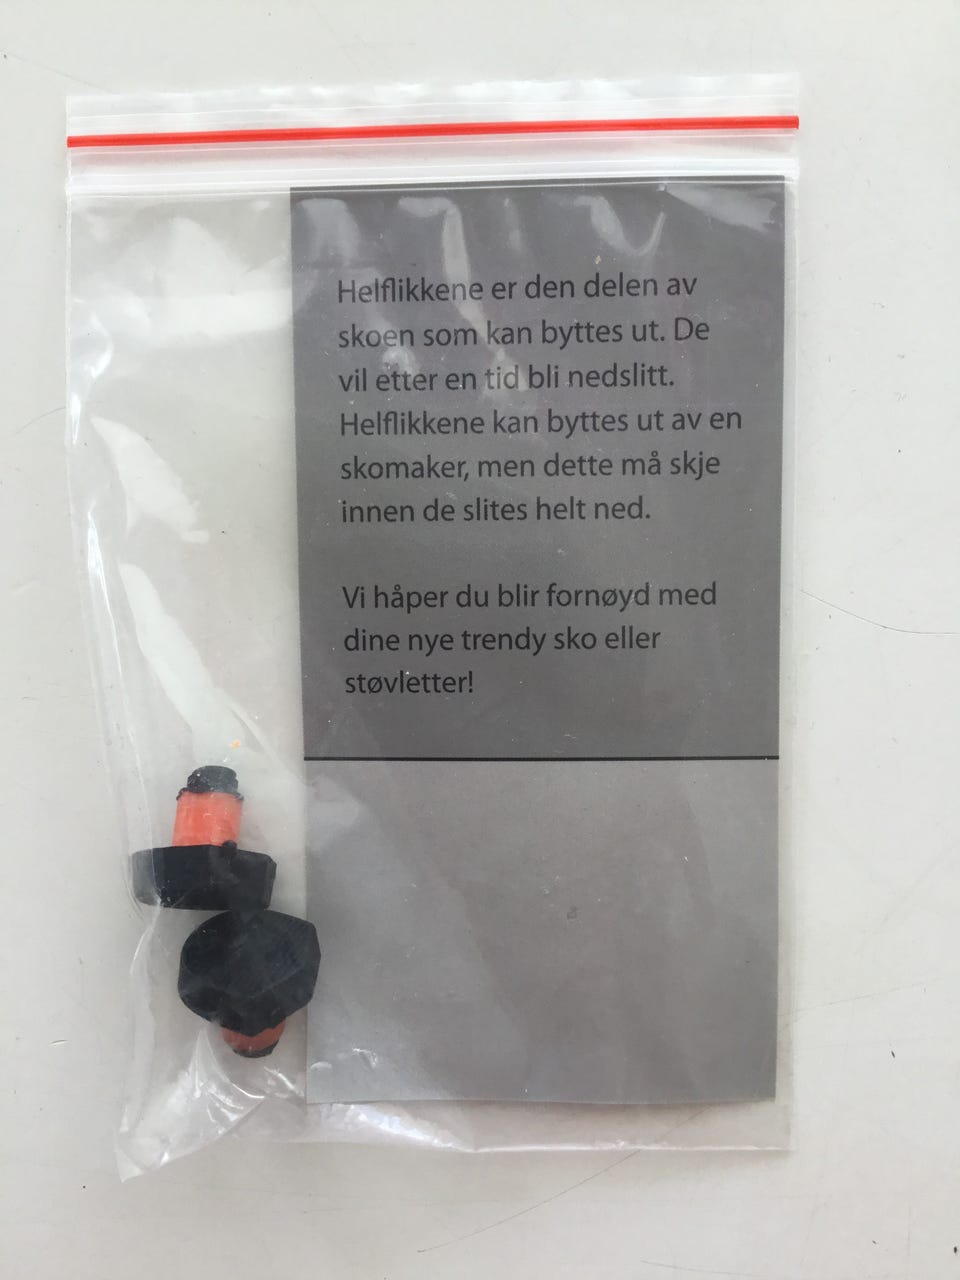 Helflikkene er den delen av
skoen som kan byttes ut. De
vil etter en tid bli nedslitt.
Helflikkene kan byttes ut av en
skomaker, men dette må skje
innen de slites helt ned.
Vi håper du blir fornøyd med
dine nye trendy sko eller
støvletter!